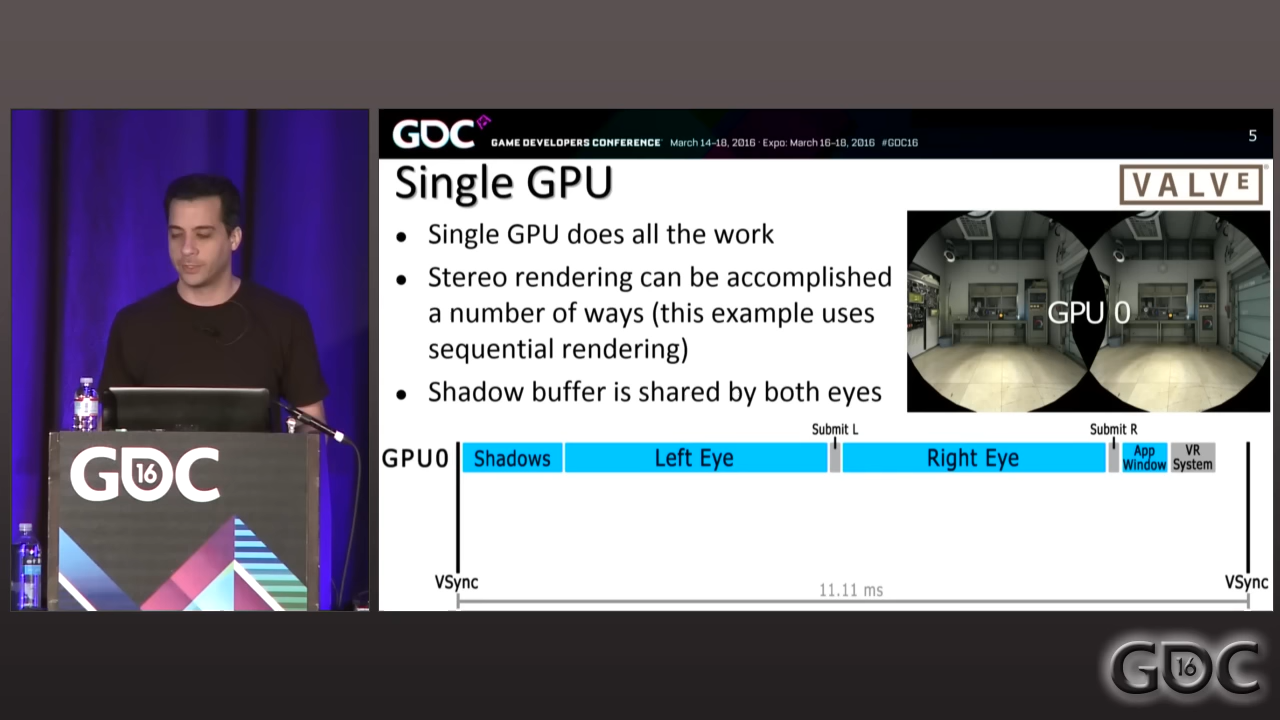 GDC
GAME DEVELOPERS CONFERENCE March 14-18, 2016 · Expo: March 16-18, 2016 #GDC16
5
Single GPU
VALVE
• Single GPU does all the work
• Stereo rendering can be accomplished
a number of ways (this example uses
sequential rendering)
• Shadow buffer is shared by both eyes
GPU 0
Submit L
Submit R
GPU0
Shadows
Left Eye
Right Eye
App
Window
VR
System
VSync
VSync
11.11 ms
GDC
16
GDC
16